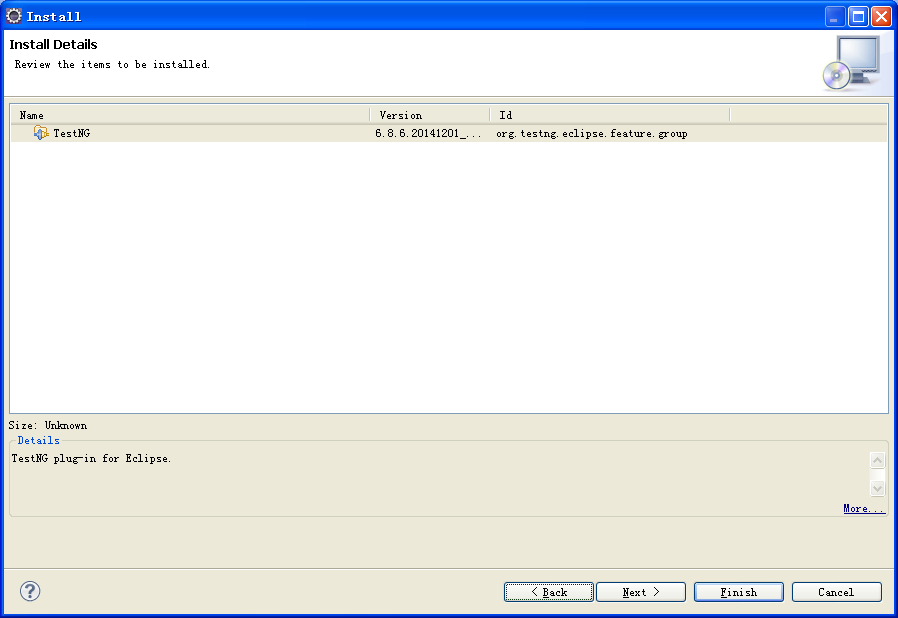 Install
Install Details
Review the items to be installed.
Name Version Id
TestNG 6.8.6.20141201_... org.testng.eclipse.feature.group
Size: Unknown
Details
TestNG plug-in for Eclipse.
More...
? < Back Next > Finish Cancel